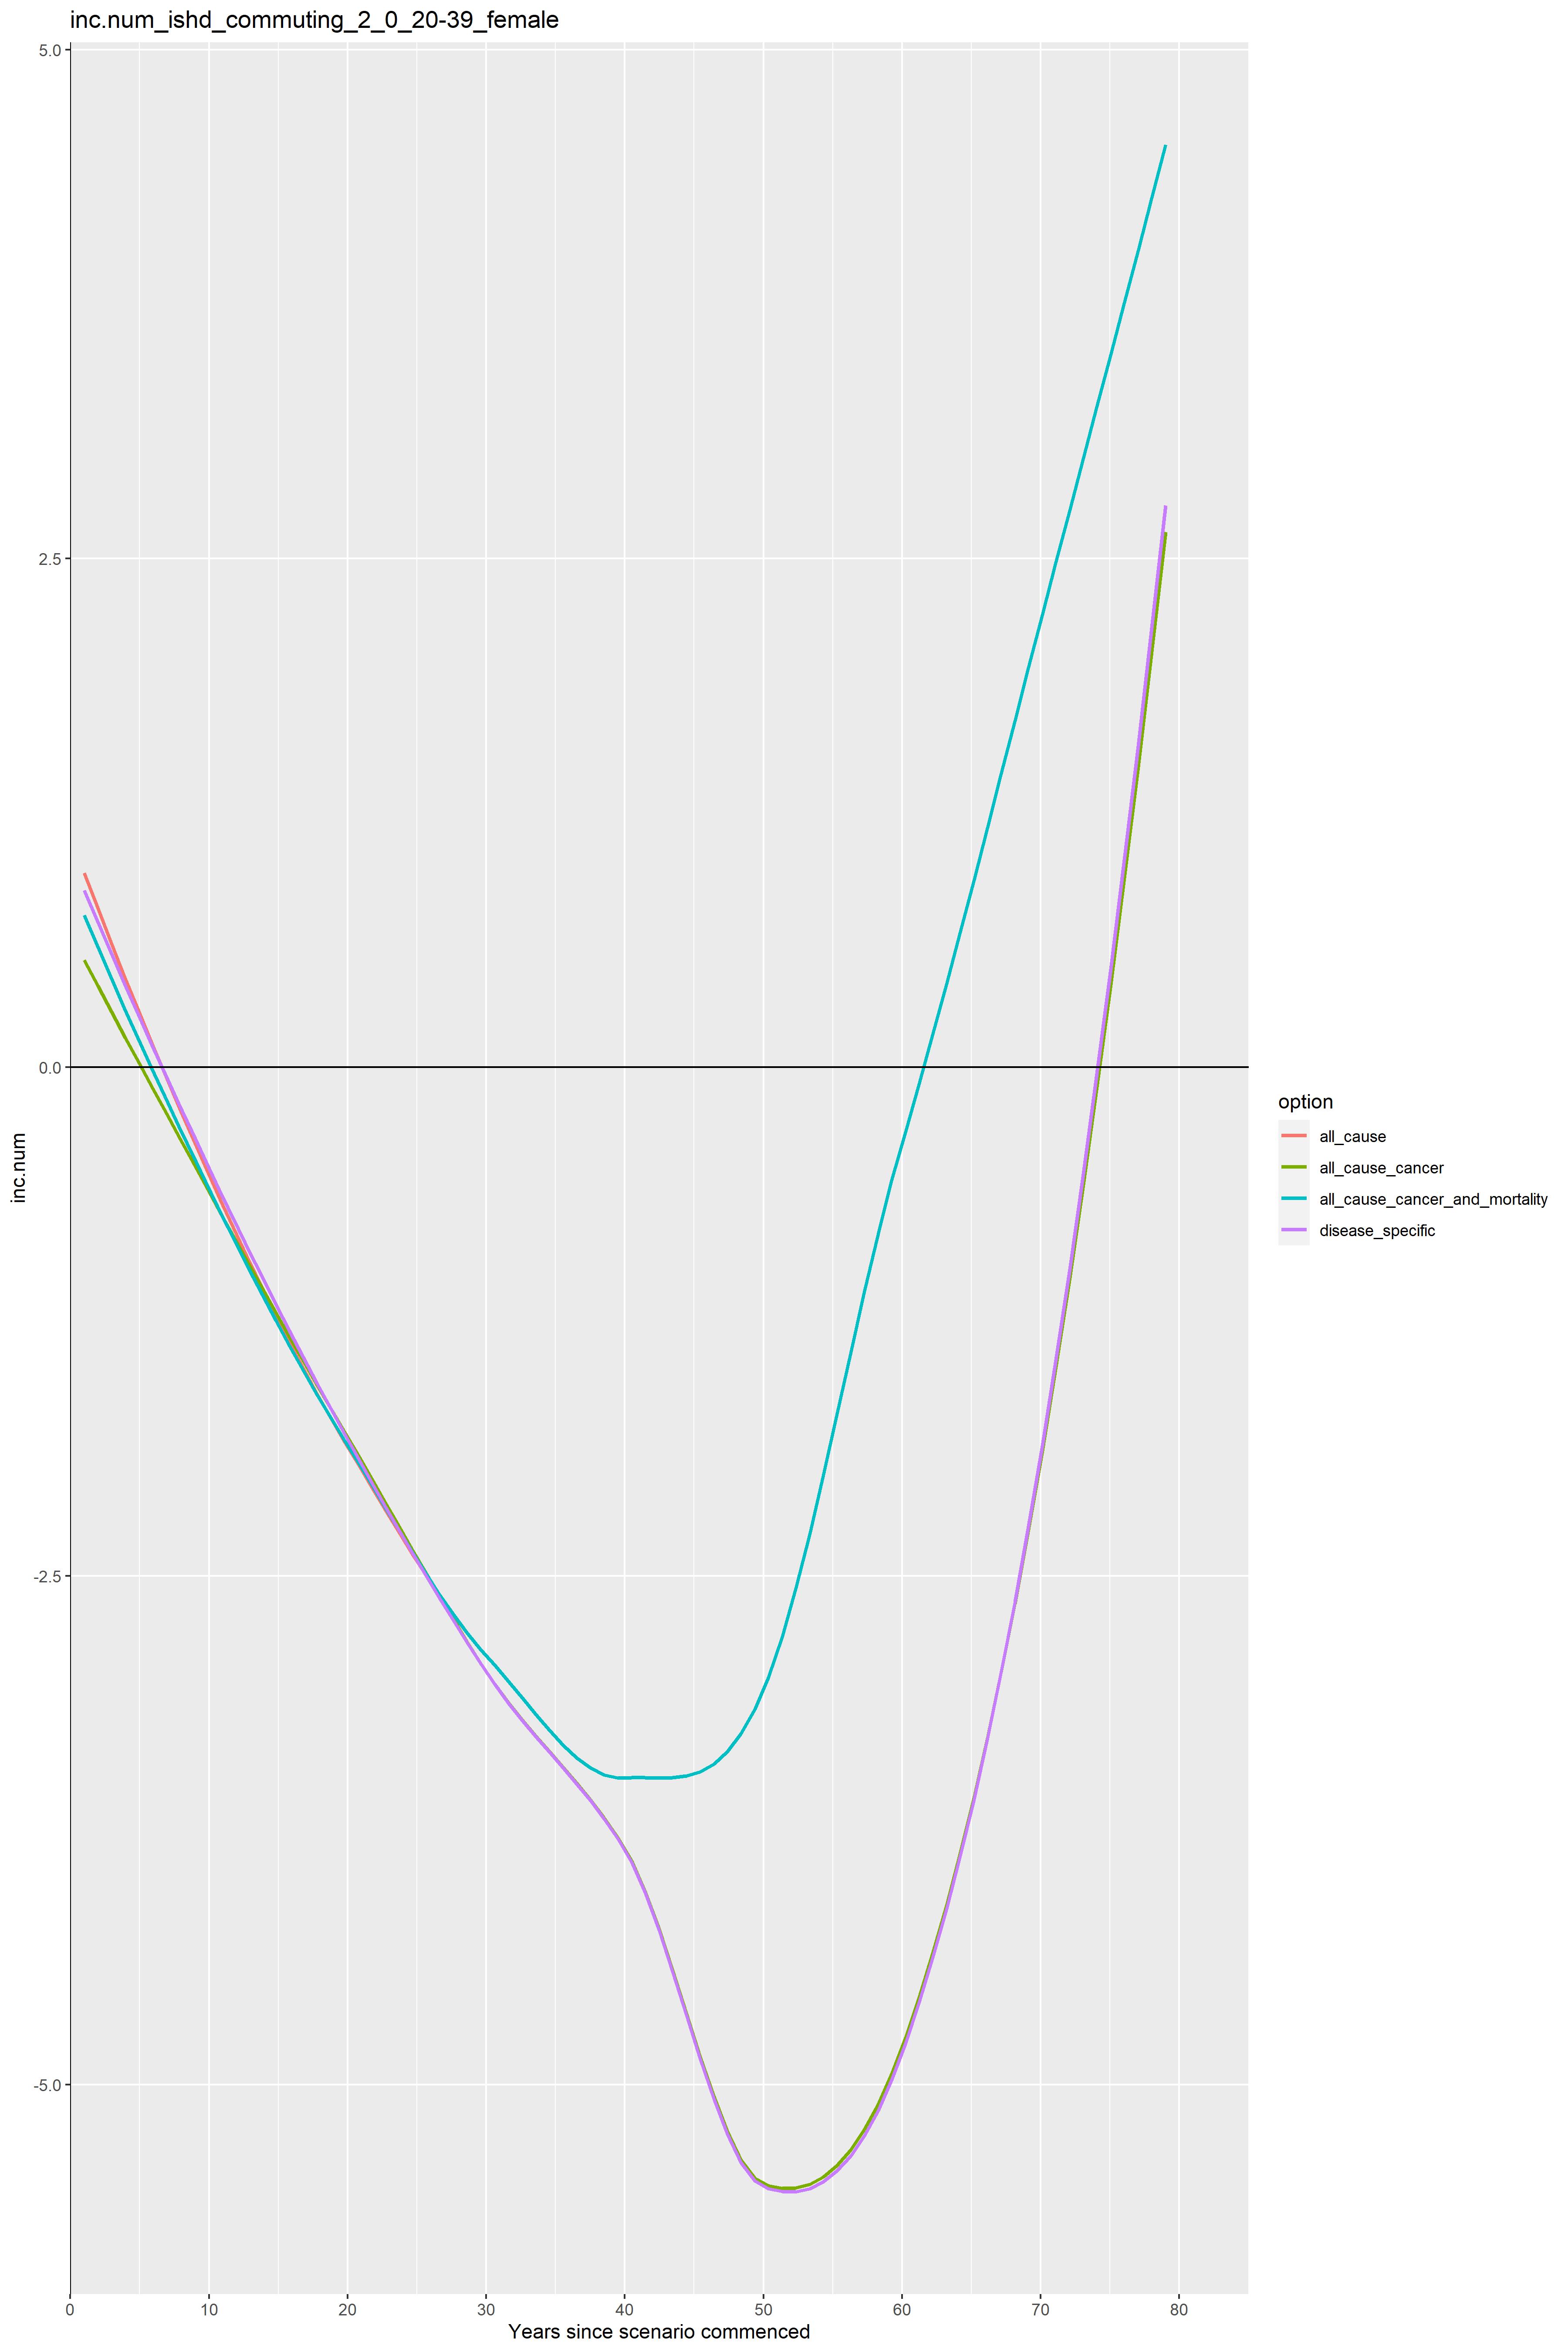 inc.num_ishd_commuting_2_0_20-39_female
5.0
2.5
0.0
-2.5
-5.0
inc.num
0 10 20 30 40 50 60 70 80
Years since scenario commenced
option
all_cause
all_cause_cancer
all_cause_cancer_and_mortality
disease_specific